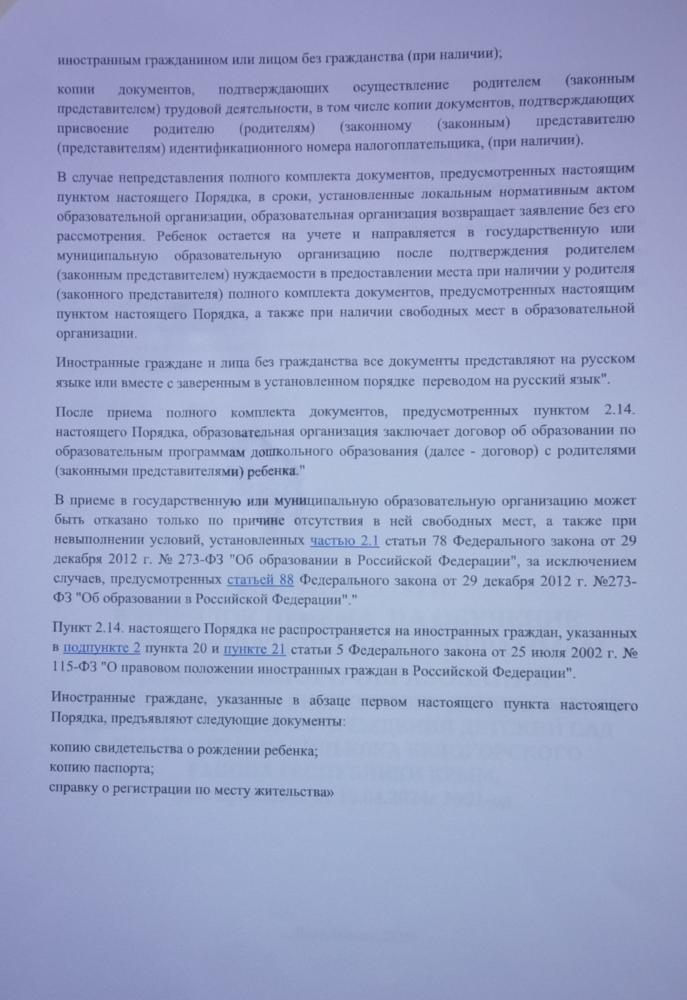 иностранным гражданином или лицом без гражданства (при наличии);
копии документов, подтверждающих осуществление родителем (законным
представителем) трудовой деятельности, в том числе копии документов, подтверждающих
присвоение родителю (родителям) (законному (законным) представителю
(представителям) идентификационного номера налогоплательщика, (при наличии).
В случае непредставления полного комплекта документов, предусмотренных настоящим
пунктом настоящего Порядка, в сроки, установленные локальным нормативным актом
образовательной организации, образовательная организация возвращает заявление без его
рассмотрения. Ребенок остается на учете и направляется в государственную или
муниципальную образовательную организацию после подтверждения родителем
(законным представителем) нуждаемости в предоставлении места при наличии у родителя
(законного представителя) полного комплекта документов, предусмотренных настоящим
пунктом настоящего Порядка, а также при наличии свободных мест в образовательной
организации.
Иностранные граждане и лица без гражданства все документы представляют на русском
языке или вместе с заверенным в установленном порядке переводом на русский язык".
После приема полного комплекта документов, предусмотренных пунктом 2.14.
настоящего Порядка, образовательная организация заключает договор об образовании по
образовательным программам дошкольного образования (далее - договор) с родителями
(законными представителями) ребенка."
В приеме в государственную или муниципальную образовательную организацию может
быть отказано только по причине отсутствия в ней свободных мест, а также при
невыполнении условий, установленных частью 2.1 статьи 78 Федерального закона от 29
декабря 2012 г. № 273-ФЗ "Об образовании в Российской Федерации", за исключением
случаев, предусмотренных статьей 88 Федерального закона от 29 декабря 2012 г. №273-
ФЗ "Об образовании в Российской Федерации"."
Пункт 2.14. настоящего Порядка не распространяется на иностранных граждан, указанных
в подпункте 2 пункта 20 и пункте 21 статьи 5 Федерального закона от 25 июля 2002 г. №
115-ФЗ "О правовом положении иностранных граждан в Российской Федерации".
Иностранные граждане, указанные в абзаце первом настоящего пункта настоящего
Порядка, предъявляют следующие документы:
копию свидетельства о рождении ребенка;
копию паспорта;
справку о регистрации по месту жительства»